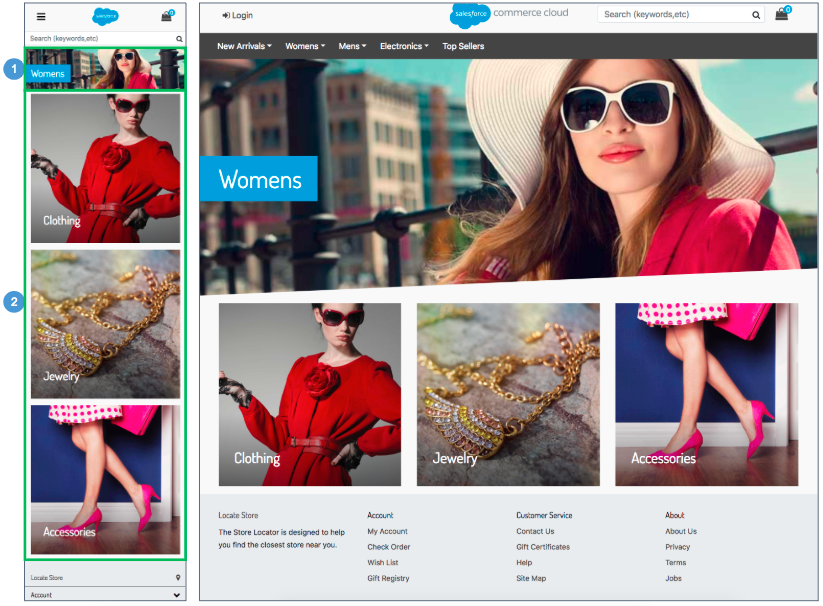 salesforce
0
Search (keywords,etc)
1
Womens
Clothing
2
Jewelry
Accessories
Locate Store
Account
Login
salesforce commerce cloud
Search (keywords,etc)
0
New Arrivals Womens Mens Electronics Top Sellers
Womens
Clothing
Jewelry
Accessories
Locate Store
The Store Locator is designed to help
you find the closest store near you.
Account
My Account
Check Order
Wish List
Gift Registry
Customer Service
Contact Us
Gift Certificates
Help
Site Map
About
About Us
Privacy
Terms
Jobs